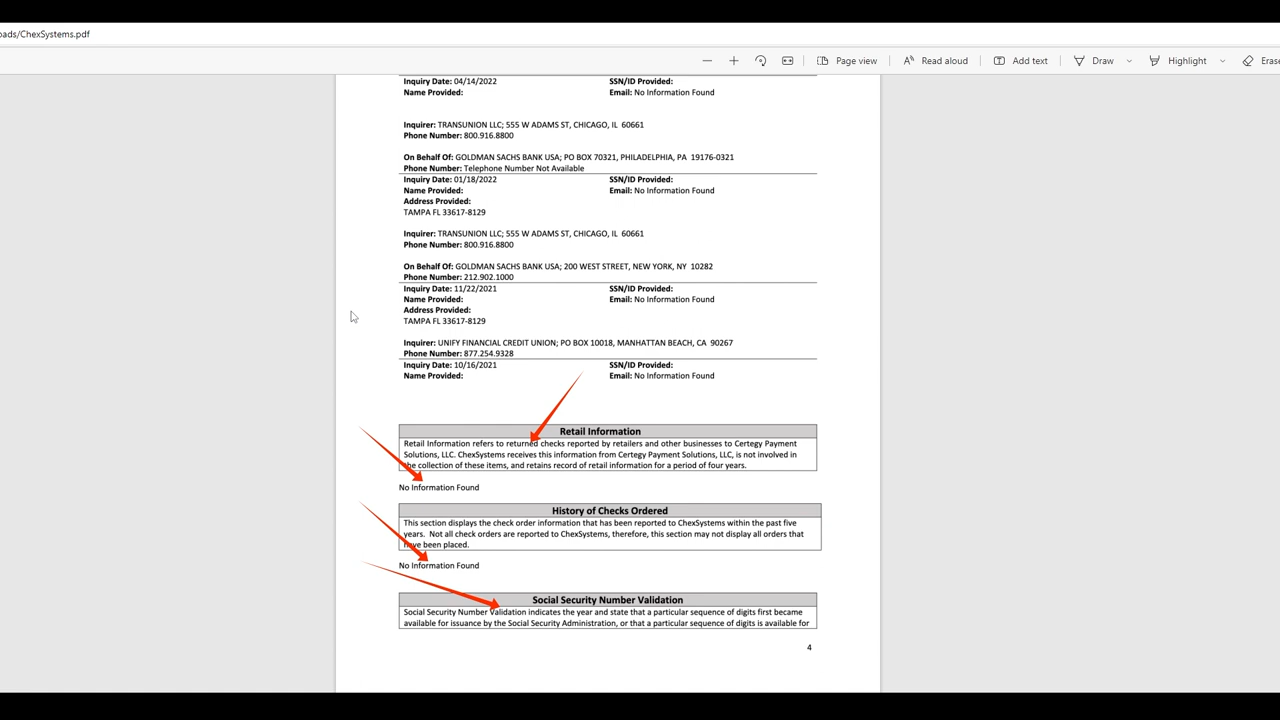 oads/ChexSystems.pdf
Page view
Read aloud
Add text
Draw
Highlight
Erase
Inquiry Date: 04/14/2022 SSN/ID Provided:
Name Provided: Email: No Information Found
Inquirer: TRANSUNION LLC; 555 W ADAMS ST, CHICAGO, IL 60661
Phone Number: 800.916.8800
On Behalf Of: GOLDMAN SACHS BANK USA; PO BOX 70321, PHILADELPHIA, PA 19176-0321
Phone Number: Telephone Number Not Available
Inquiry Date: 01/18/2022 SSN/ID Provided:
Name Provided: Email: No Information Found
Address Provided:
TAMPA FL 33617-8129
Inquirer: TRANSUNION LLC; 555 W ADAMS ST, CHICAGO, IL 60661
Phone Number: 800.916.8800
On Behalf Of: GOLDMAN SACHS BANK USA; 200 WEST STREET, NEW YORK, NY 10282
Phone Number: 212.902.1000
Inquiry Date: 11/22/2021 SSN/ID Provided:
Name Provided: Email: No Information Found
Address Provided:
TAMPA FL 33617-8129
Inquirer: UNIFY FINANCIAL CREDIT UNION; PO BOX 10018, MANHATTAN BEACH, CA 90267
Phone Number: 877.254.9328
Inquiry Date: 10/16/2021 SSN/ID Provided:
Name Provided: Email: No Information Found
Retail Information
Retail Information refers to returned checks reported by retailers and other businesses to Certegy Payment
Solutions, LLC. ChexSystems receives this information from Certegy Payment Solutions, LLC, is not involved in
the collection of these items, and retains record of retail information for a period of four years.
No Information Found
History of Checks Ordered
This section displays the check order information that has been reported to ChexSystems within the past five
years. Not all check orders are reported to ChexSystems, therefore, this section may not display all orders that
have been placed.
No Information Found
Social Security Number Validation
Social Security Number Validation indicates the year and state that a particular sequence of digits first became
available for issuance by the Social Security Administration, or that a particular sequence of digits is available for
4